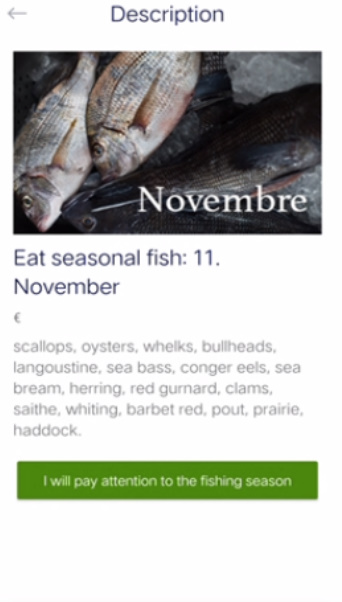 Description
Novembre
Eat seasonal fish: 11.
November
€
scallops, oysters, whelks, bullheads,
langoustine, sea bass, conger eels, sea
bream, herring, red gurnard, clams,
saithe, whiting, barbet red, pout, prairie,
haddock.
I will pay attention to the fishing season